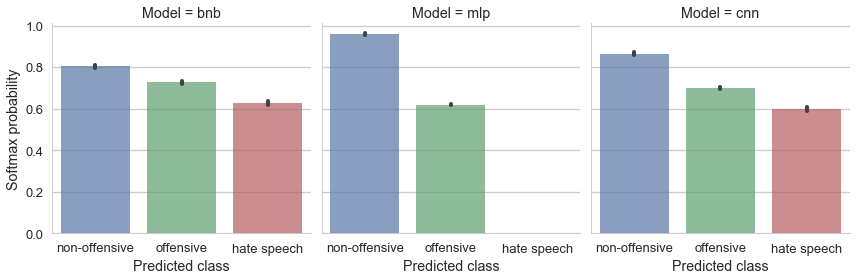 Model = bnb
Model = mlp
Model = cnn
Softmax probability
1.0
0.8
0.6
0.4
0.2
0.0
non-offensive offensive hate speech
non-offensive offensive hate speech
non-offensive offensive hate speech
Predicted class
Predicted class
Predicted class